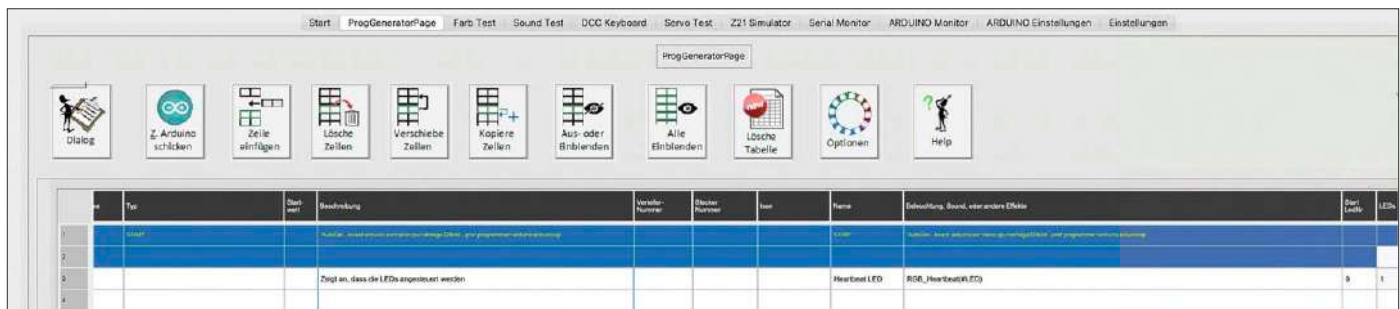 Start ProgGeneratorPage Farb Test Sound Test DCC Keyboard Servo Test Z21 Simulator Serial Monitor ARDUINO Monitor ARDUINO Einstellungen Einstellungen
ProgGeneratorPage
Dialog
Z. Arduino
schicken
Zeile
einfügen
Lösche
Zeilen
Verschiebe
Zeilen
Kopiere
Zeilen
Aus- oder
Einblenden
Alle
Einblenden
Lösche
Tabelle
Optionen
Help
Typ Start-
wert Beschreibung Verteiler-
Nummer Stecker
Nummer Icon Name Beleuchtung, Sound, oder andere Effekte Start
LedNr LEDs
1
2
3 Zeigt an, dass die LEDs angesteuert werden Heartbeat LED RGB_Heartbeat(#LED) 0 1
4